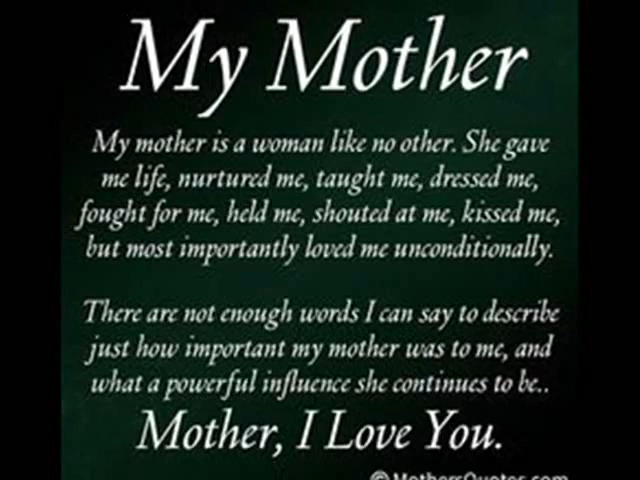 My Mother
My mother is a woman like no other. She gave
me life, nurtured me, taught me, dressed me,
fought for me, held me, shouted at me, kissed me,
but most importantly loved me unconditionally.
There are not enough words I can say to describe
just how important my mother was to me, and
what a powerful influence she continues to be..
Mother, I Love You.
© MothersQuotes.com